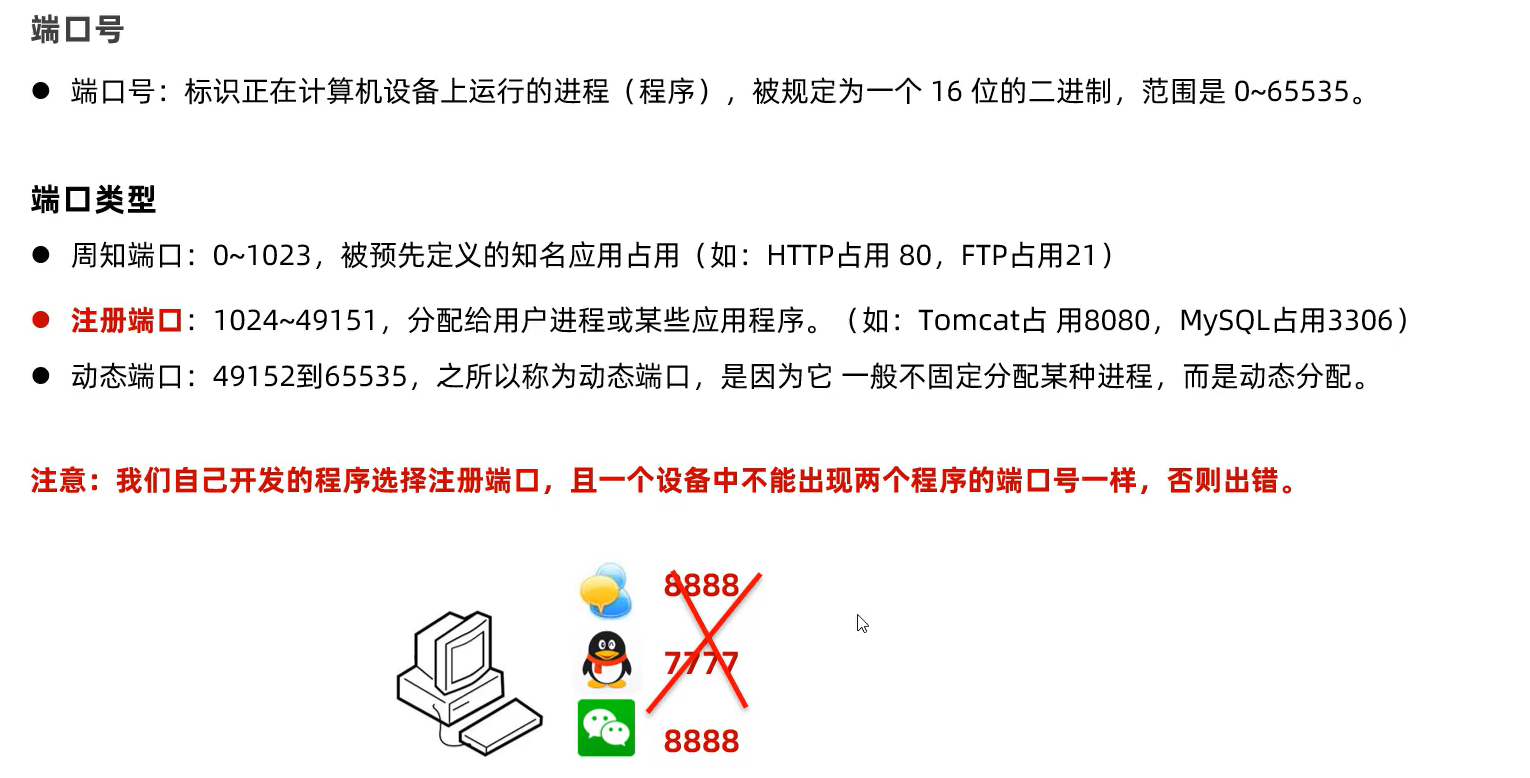 端口号
端口号：标识正在计算机设备上运行的进程（程序），被规定为一个 16 位的二进制，范围是 0~65535。
端口类型
周知端口：0~1023，被预先定义的知名应用占用（如：HTTP占用 80，FTP占用21）
注册端口：1024~49151，分配给用户进程或某些应用程序。（如：Tomcat占 用8080，MySQL占用3306）
动态端口：49152到65535，之所以称为动态端口，是因为它 一般不固定分配某种进程，而是动态分配。
注意：我们自己开发的程序选择注册端口，且一个设备中不能出现两个程序的端口号一样，否则出错。
8888
7777
8888